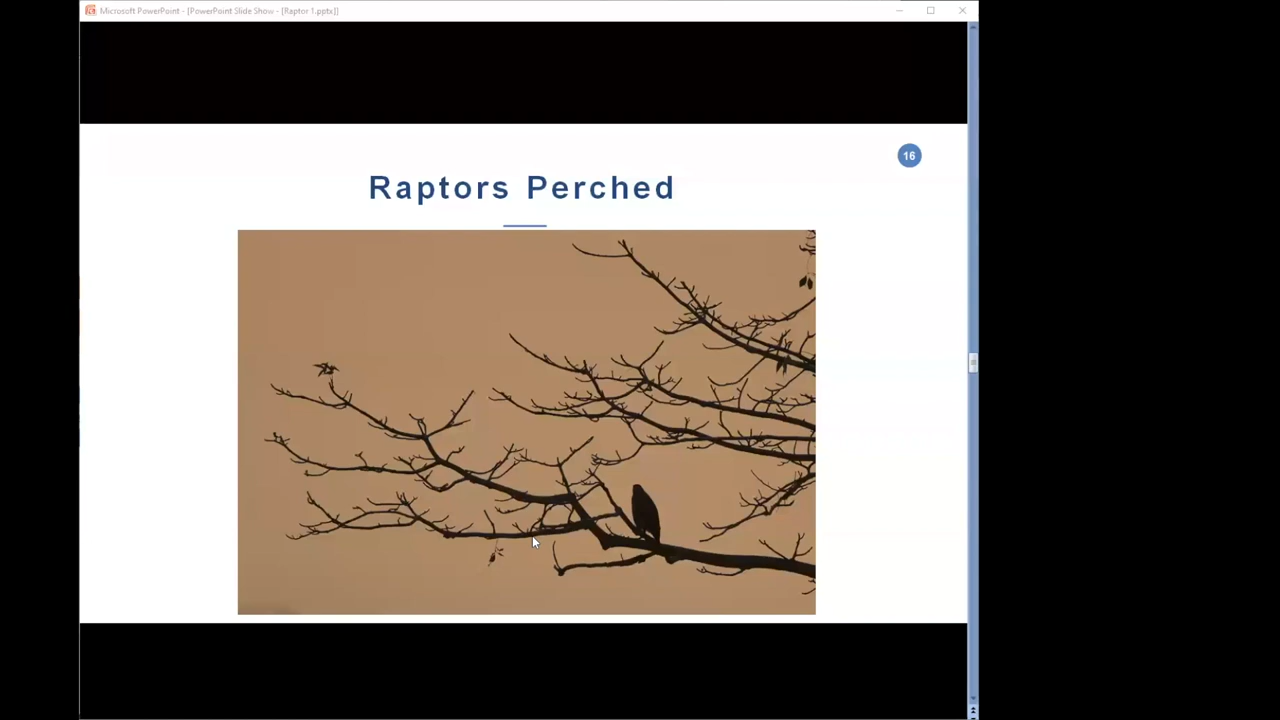 Microsoft PowerPoint - [PowerPoint Slide Show - [Raptor 1.pptx]]
16
Raptors Perched